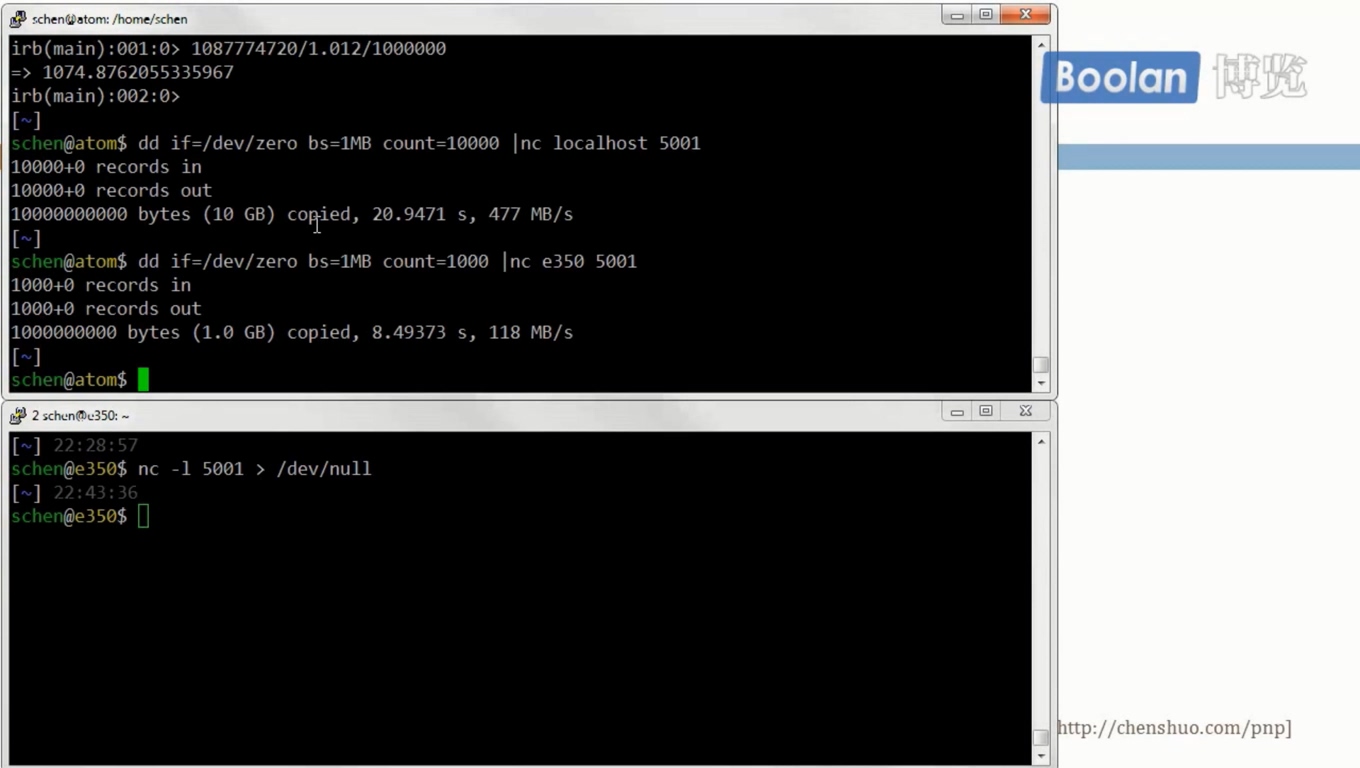 schen@atom: /home/schen
irb(main):001:0> 1087774720/1.012/1000000
=> 1074.8762055335967
irb(main):002:0>
[~]
schen@atom$ dd if=/dev/zero bs=1MB count=10000 |nc localhost 5001
10000+0 records in
10000+0 records out
10000000000 bytes (10 GB) copied, 20.9471 s, 477 MB/s
[~]
schen@atom$ dd if=/dev/zero bs=1MB count=1000 |nc e350 5001
1000+0 records in
1000+0 records out
1000000000 bytes (1.0 GB) copied, 8.49373 s, 118 MB/s
[~]
schen@atom$
Boolan 博览
2 schen@e350: ~
[~] 22:28:57
schen@e350$ nc -l 5001 > /dev/null
[~] 22:43:36
schen@e350$
http://chenshuo.com/pnp]